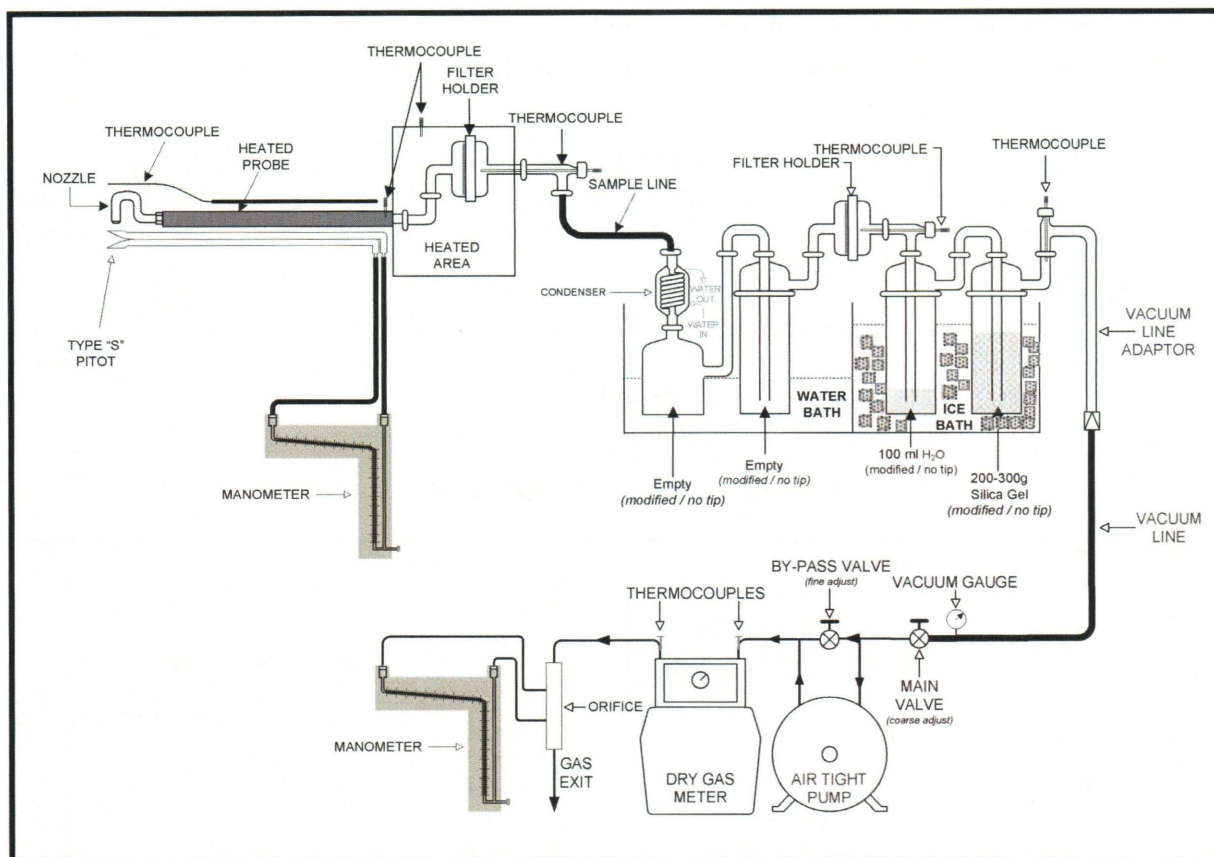 THERMOCOUPLE
FILTER
HOLDER
THERMOCOUPLE
THERMOCOUPLE
HEATED
PROBE
NOZZLE
HEATED
AREA
TYPE "S"
PITOT
SAMPLE LINE
THERMOCOUPLE
FILTER HOLDER
THERMOCOUPLE
CONDENSER
WATER
OUT
WATER
IN
WATER
BATH
ICE
BATH
VACUUM
LINE
ADAPTOR
Empty
(modified / no tip)
Empty
(modified / no tip)
100 ml H₂O
(modified / no tip)
200-300g
Silica Gel
(modified / no tip)
MANOMETER
VACUUM
LINE
BY-PASS VALVE
(fine adjust)
VACUUM GAUGE
THERMOCOUPLES
MAIN
VALVE
(coarse adjust)
ORIFICE
MANOMETER
GAS
EXIT
DRY GAS
METER
AIR TIGHT
PUMP